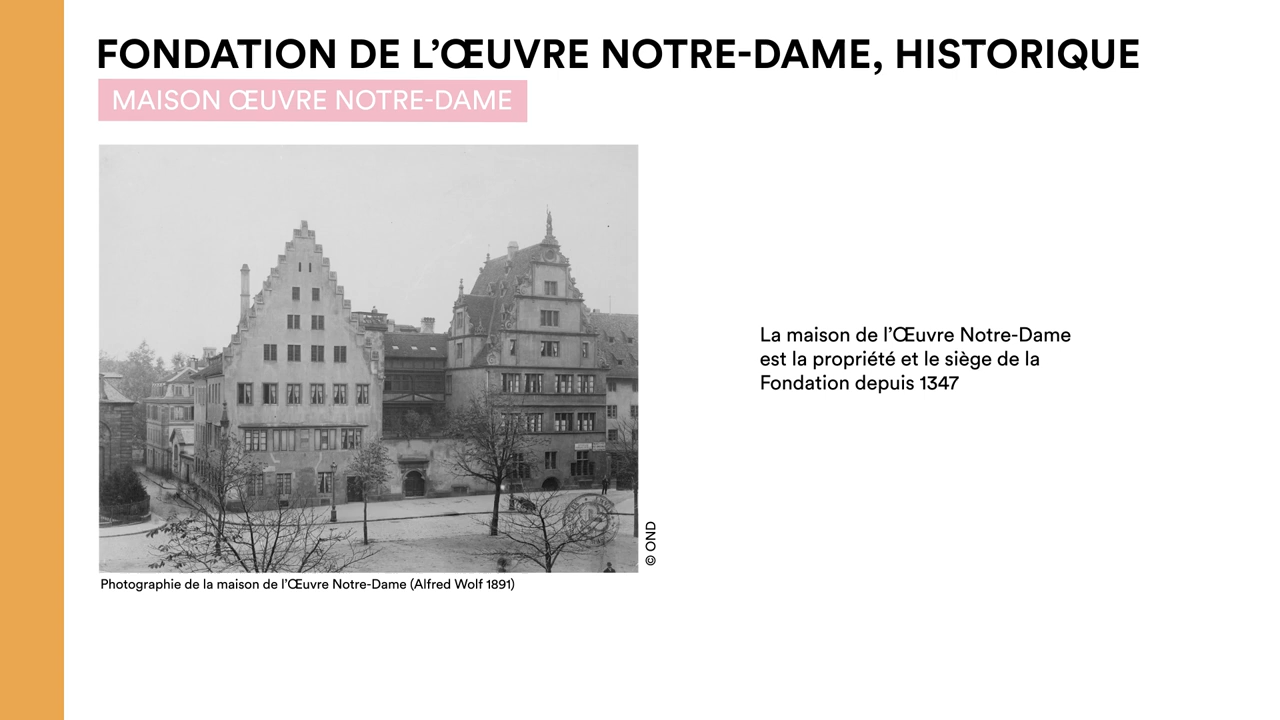 FONDATION DE L’ŒUVRE NOTRE-DAME, HISTORIQUE
MAISON ŒUVRE NOTRE-DAME
La maison de l’Œuvre Notre-Dame
est la propriété et le siège de la
Fondation depuis 1347
© OND
Photographie de la maison de l’Œuvre Notre-Dame (Alfred Wolf 1891)